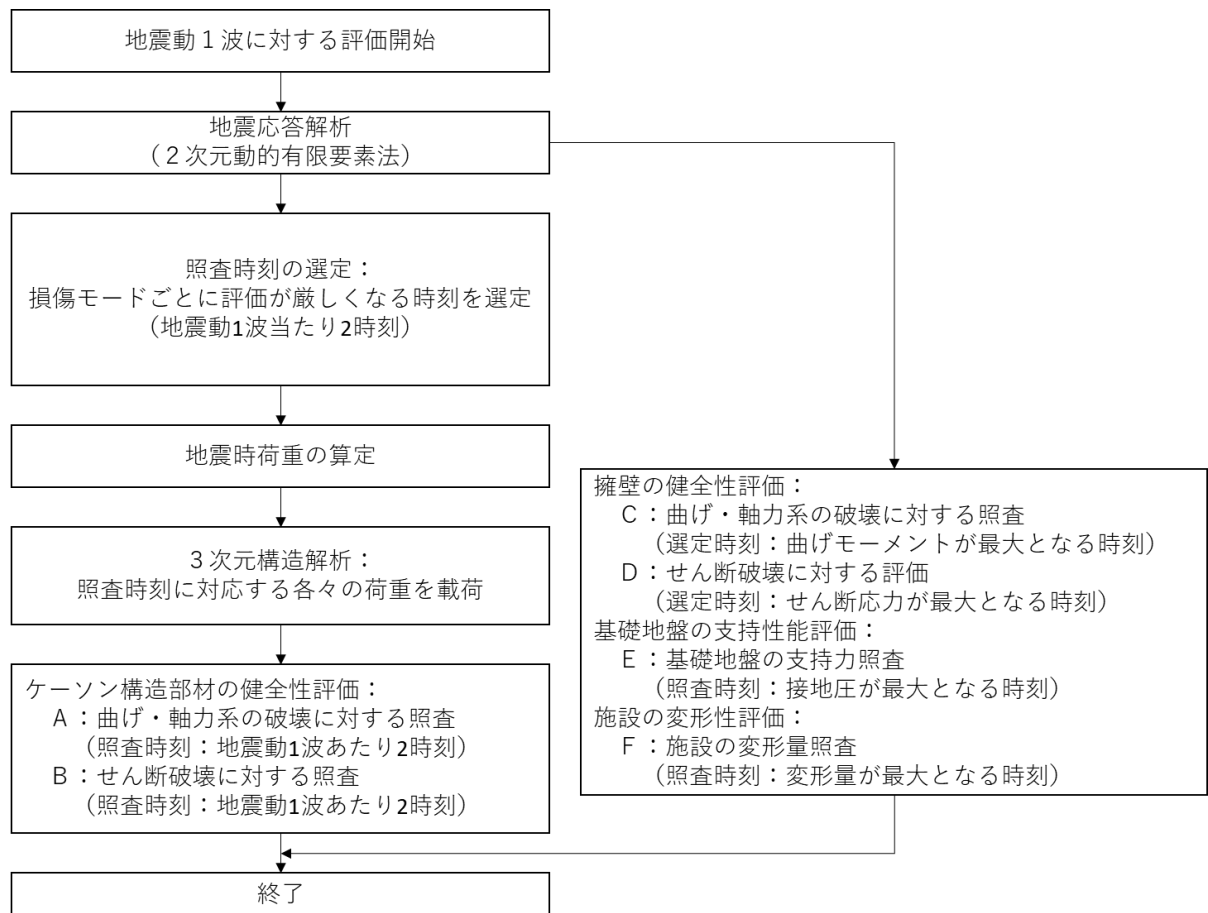 地震動１波に対する評価開始
地震応答解析
（２次元動的有限要素法）
照査時刻の選定：
損傷モードごとに評価が厳しくなる時刻を選定
（地震動1波当たり2時刻）
地震時荷重の算定
３次元構造解析：
照査時刻に対応する各々の荷重を載荷
ケーソン構造部材の健全性評価：
Ａ：曲げ・軸力系の破壊に対する照査
（照査時刻：地震動1波あたり2時刻）
Ｂ：せん断破壊に対する照査
（照査時刻：地震動1波あたり2時刻）
擁壁の健全性評価：
Ｃ：曲げ・軸力系の破壊に対する照査
（選定時刻：曲げモーメントが最大となる時刻）
Ｄ：せん断破壊に対する評価
（選定時刻：せん断応力が最大となる時刻）
基礎地盤の支持性能評価：
Ｅ：基礎地盤の支持力照査
（照査時刻：接地圧が最大となる時刻）
施設の変形性評価：
Ｆ：施設の変形量照査
（照査時刻：変形量が最大となる時刻）
終了